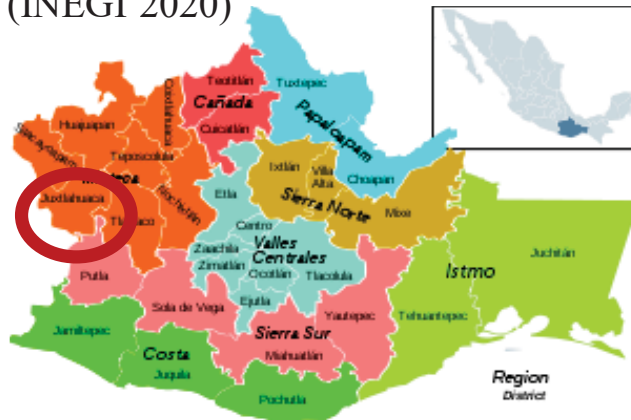 (INEGI 2020)
Teotitlán
Cañada
Cuicatlán
Tuxtepec
Papaloapam
Choapan
Coixtlahuaca
Huajuapan
Silacayoapam
Teposcolula
Mixteca
Nochixtlán
Juxtlahuaca
Tlaxiaco
Etla
Ixtlán
Villa
Alta
Sierra Norte
Mixe
Centro
Valles
Centrales
Zaachila
Zimatlán
Ocotlán
Tlacolula
Ejutla
Putla
Sola de Vega
Yautepec
Sierra Sur
Miahuatlán
Istmo
Juchitán
Tehuantepec
Jamiltepec
Costa
Juquila
Pochutla
Region
District